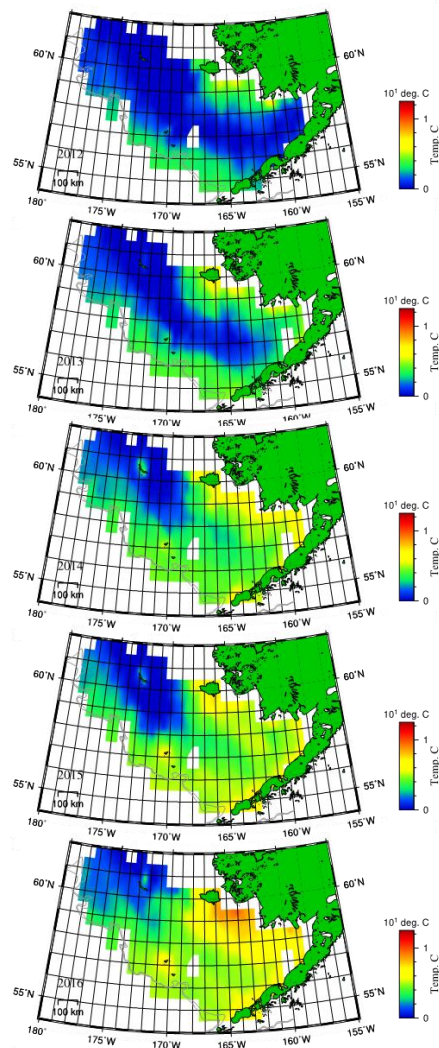 60˚N
60˚N
10¹ deg. C
1
0
Temp. C
55˚N
55˚N
2012
100 km
180˚
175˚W
170˚W
165˚W
160˚W
155˚W
60˚N
60˚N
10¹ deg. C
1
0
Temp. C
55˚N
55˚N
2013
100 km
180˚
175˚W
170˚W
165˚W
160˚W
155˚W
60˚N
60˚N
10¹ deg. C
1
0
Temp. C
55˚N
55˚N
2014
100 km
180˚
175˚W
170˚W
165˚W
160˚W
155˚W
60˚N
60˚N
10¹ deg. C
1
0
Temp. C
55˚N
55˚N
2015
100 km
180˚
175˚W
170˚W
165˚W
160˚W
155˚W
60˚N
60˚N
10¹ deg. C
1
0
Temp. C
55˚N
55˚N
2016
100 km
180˚
175˚W
170˚W
165˚W
160˚W
155˚W